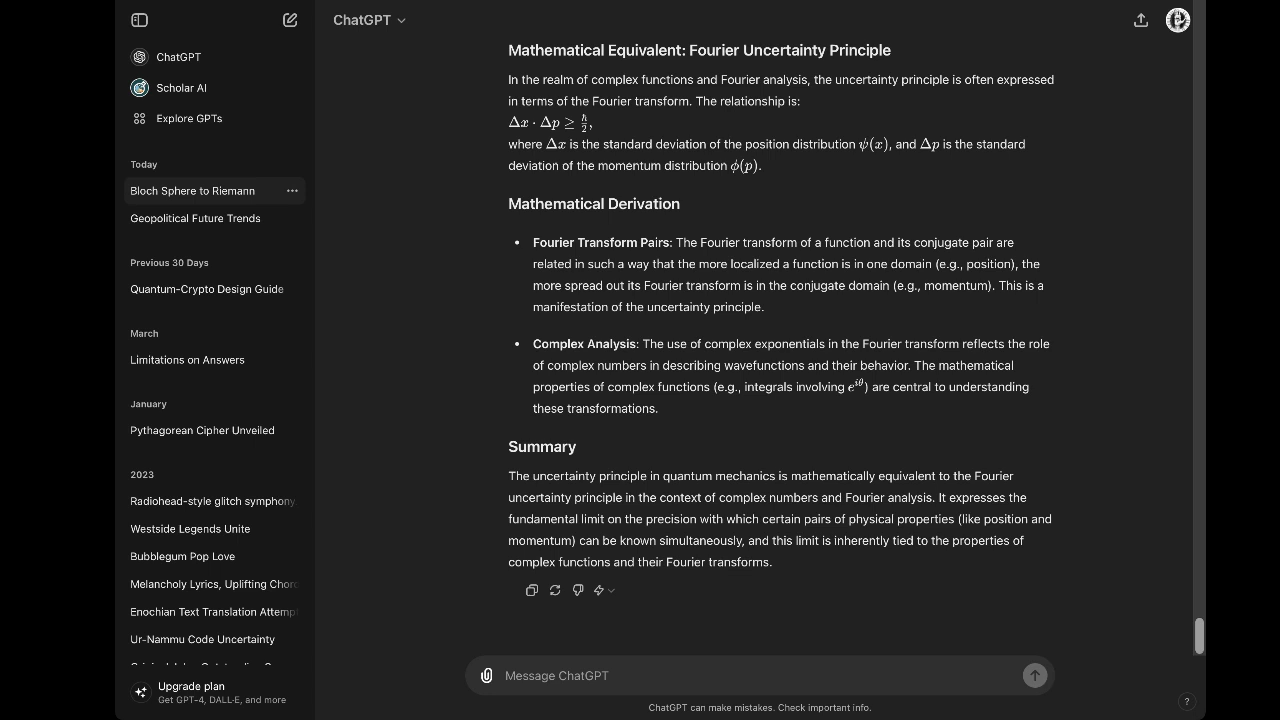 ChatGPT
ChatGPT
Scholar AI
Explore GPTs
Today
Bloch Sphere to Riemann
Geopolitical Future Trends
Previous 30 Days
Quantum-Crypto Design Guide
March
Limitations on Answers
January
Pythagorean Cipher Unveiled
2023
Radiohead-style glitch symphony
Westside Legends Unite
Bubblegum Pop Love
Melancholy Lyrics, Uplifting Chor
Enochian Text Translation Attemp
Ur-Nammu Code Uncertainty
Upgrade plan
Get GPT-4, DALL·E, and more
Mathematical Equivalent: Fourier Uncertainty Principle
In the realm of complex functions and Fourier analysis, the uncertainty principle is often expressed
in terms of the Fourier transform. The relationship is:
Δx · Δp ≥ ℏ/2,
where Δx is the standard deviation of the position distribution ψ(x), and Δp is the standard
deviation of the momentum distribution ϕ(p).
Mathematical Derivation
• Fourier Transform Pairs: The Fourier transform of a function and its conjugate pair are
related in such a way that the more localized a function is in one domain (e.g., position), the
more spread out its Fourier transform is in the conjugate domain (e.g., momentum). This is a
manifestation of the uncertainty principle.
• Complex Analysis: The use of complex exponentials in the Fourier transform reflects the role
of complex numbers in describing wavefunctions and their behavior. The mathematical
properties of complex functions (e.g., integrals involving e^{iθ}) are central to understanding
these transformations.
Summary
The uncertainty principle in quantum mechanics is mathematically equivalent to the Fourier
uncertainty principle in the context of complex numbers and Fourier analysis. It expresses the
fundamental limit on the precision with which certain pairs of physical properties (like position and
momentum) can be known simultaneously, and this limit is inherently tied to the properties of
complex functions and their Fourier transforms.
Message ChatGPT
ChatGPT can make mistakes. Check important info.
?